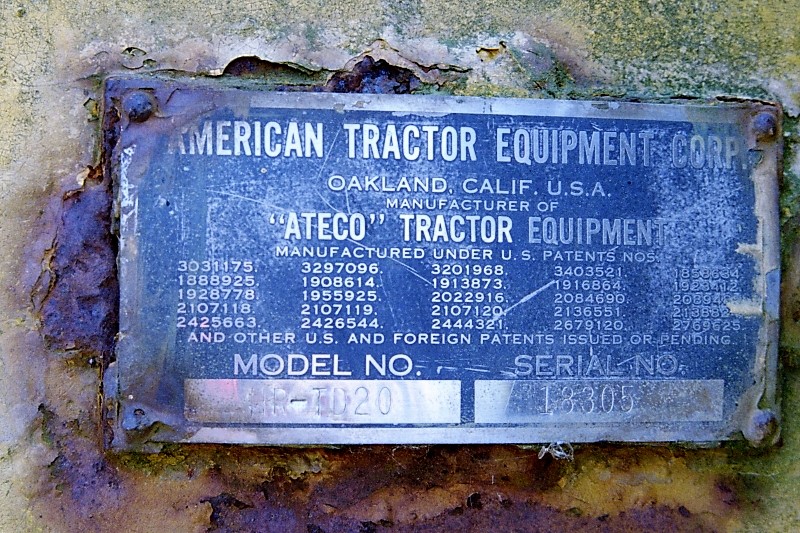 AMERICAN TRACTOR EQUIPMENT CORP.
OAKLAND, CALIF. U.S.A.
MANUFACTURER OF
"ATECO" TRACTOR EQUIPMENT
MANUFACTURED UNDER U.S. PATENTS NOS.
3031175. 3297096. 3201968. 3403521
1888925. 1908614. 1913873. 1916864.
1928778. 1955925. 2022916. 2084690.
2107118. 2107119. 2107120. 2136551.
2425663. 2426544. 2444321. 2679120. 2769625
AND OTHER U.S. AND FOREIGN PATENTS ISSUED OR PENDING.
MODEL NO. SERIAL NO.
13305